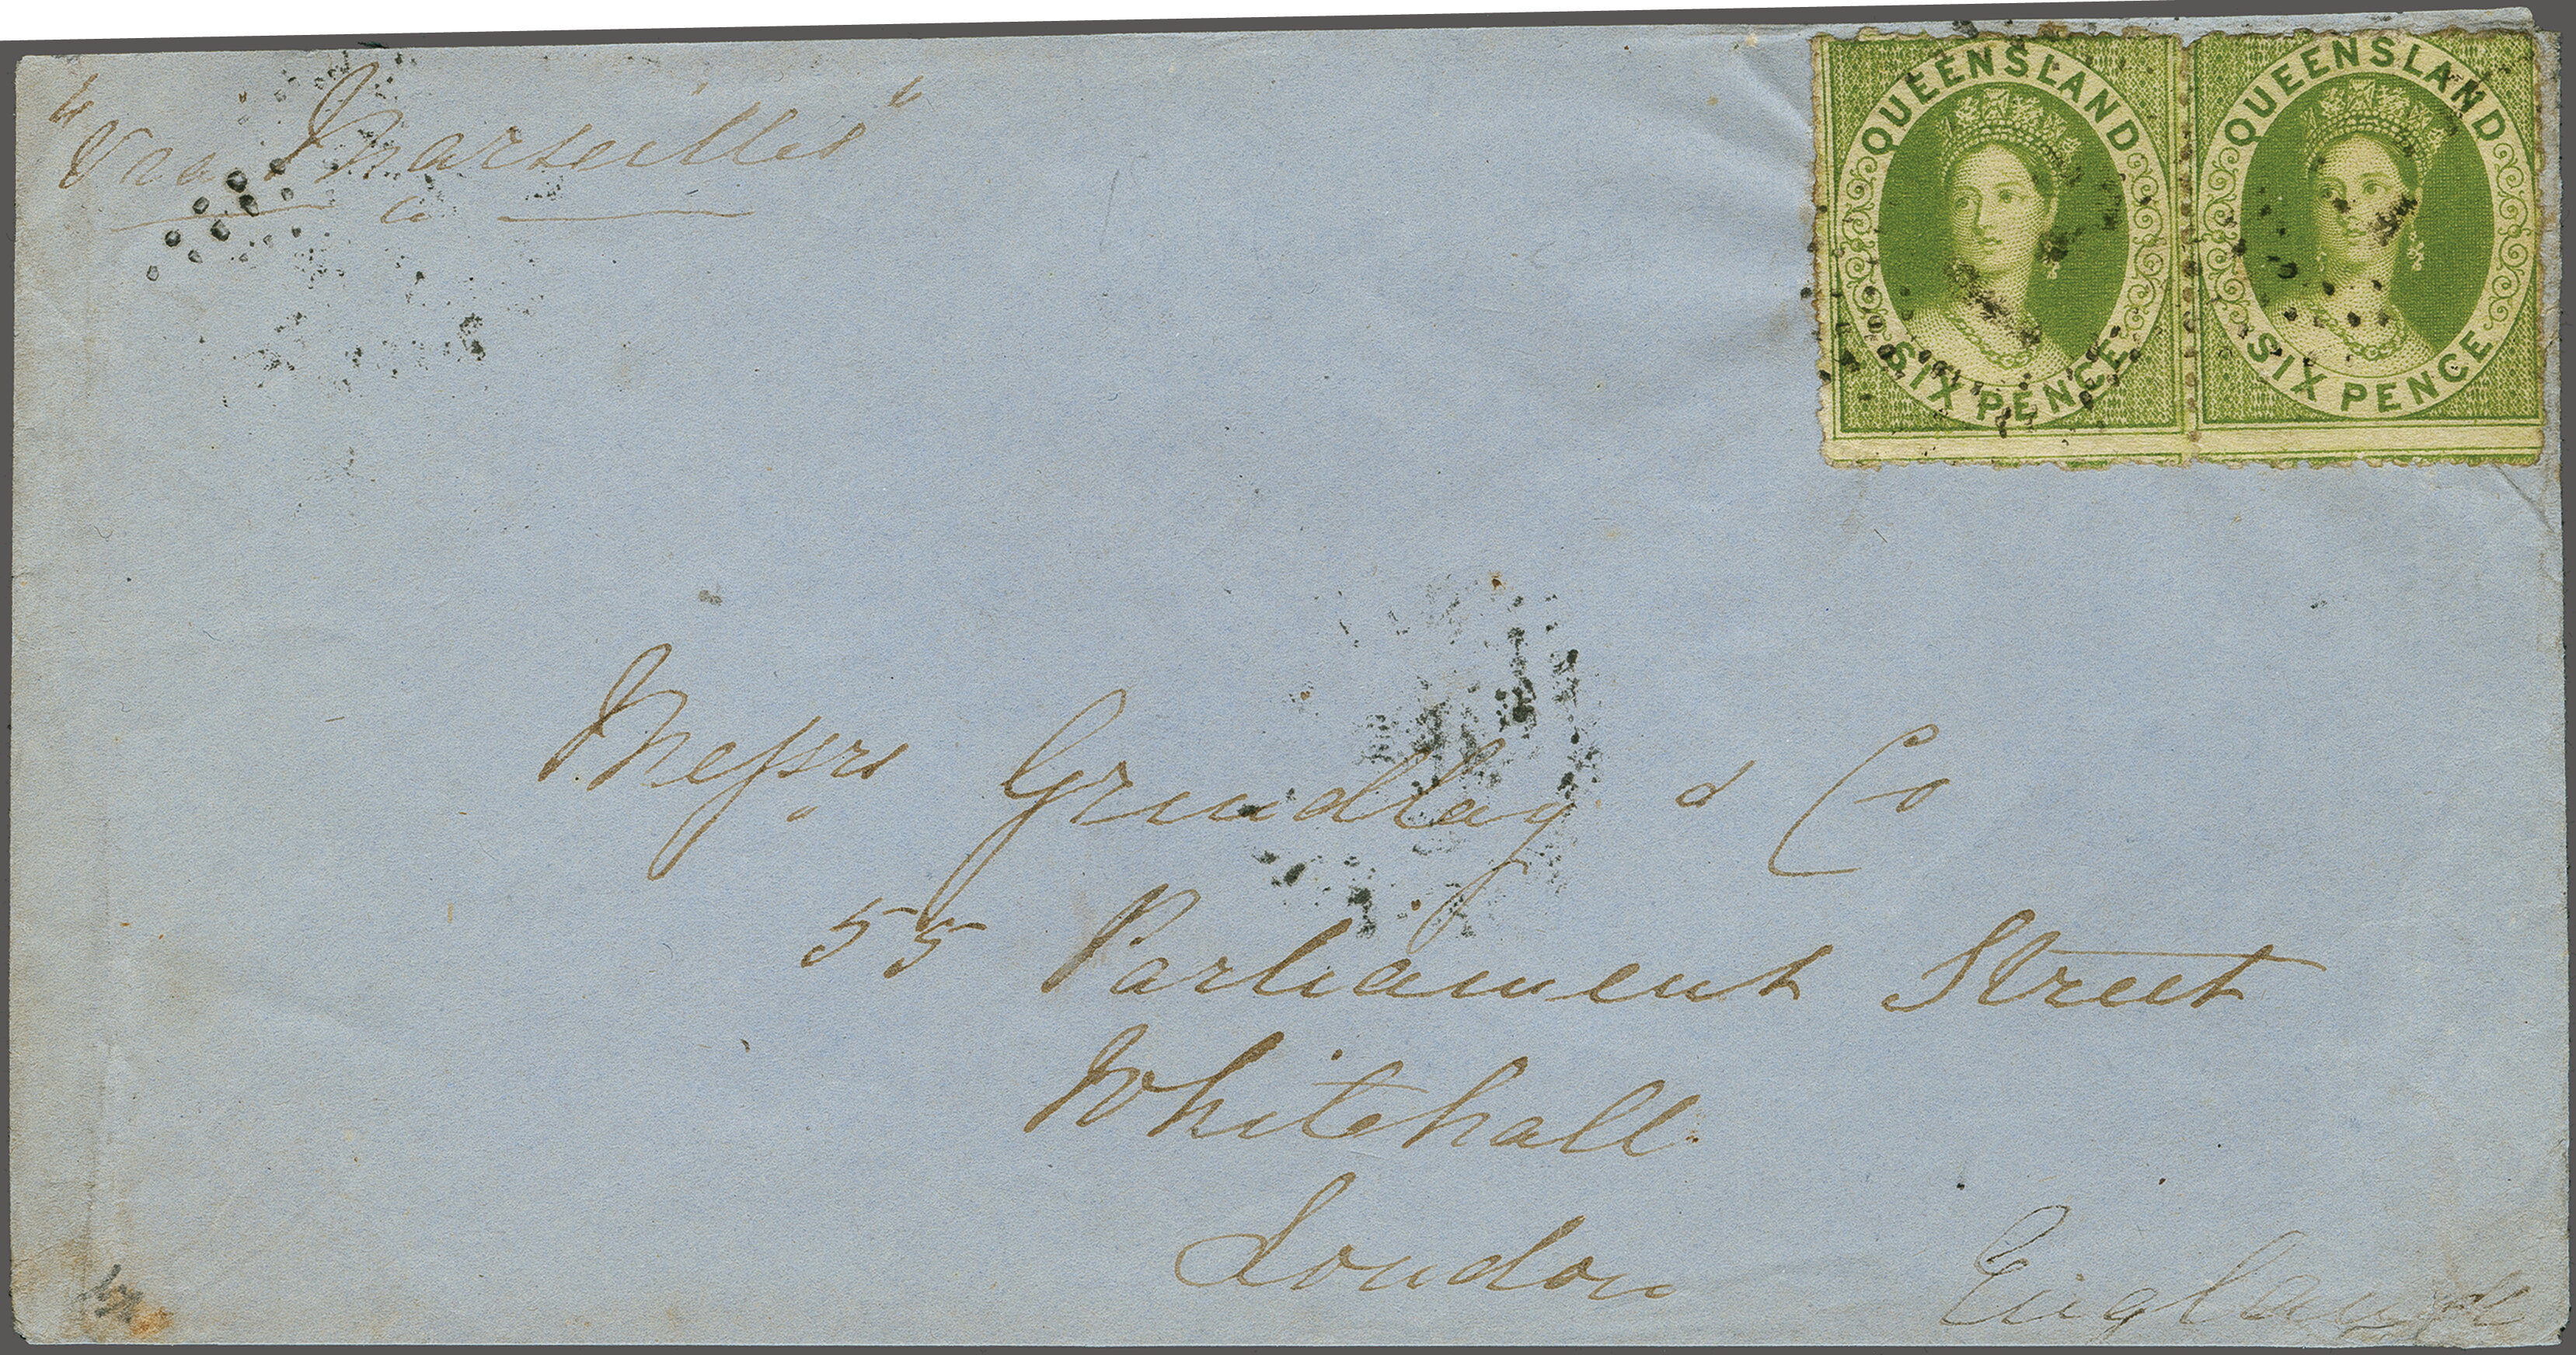 "Via Marseilles"
QUEENSLAND
SIX PENCE
QUEENSLAND
SIX PENCE
Messrs Grindlay & Co
55 Parliament Street
Whitehall
London
England